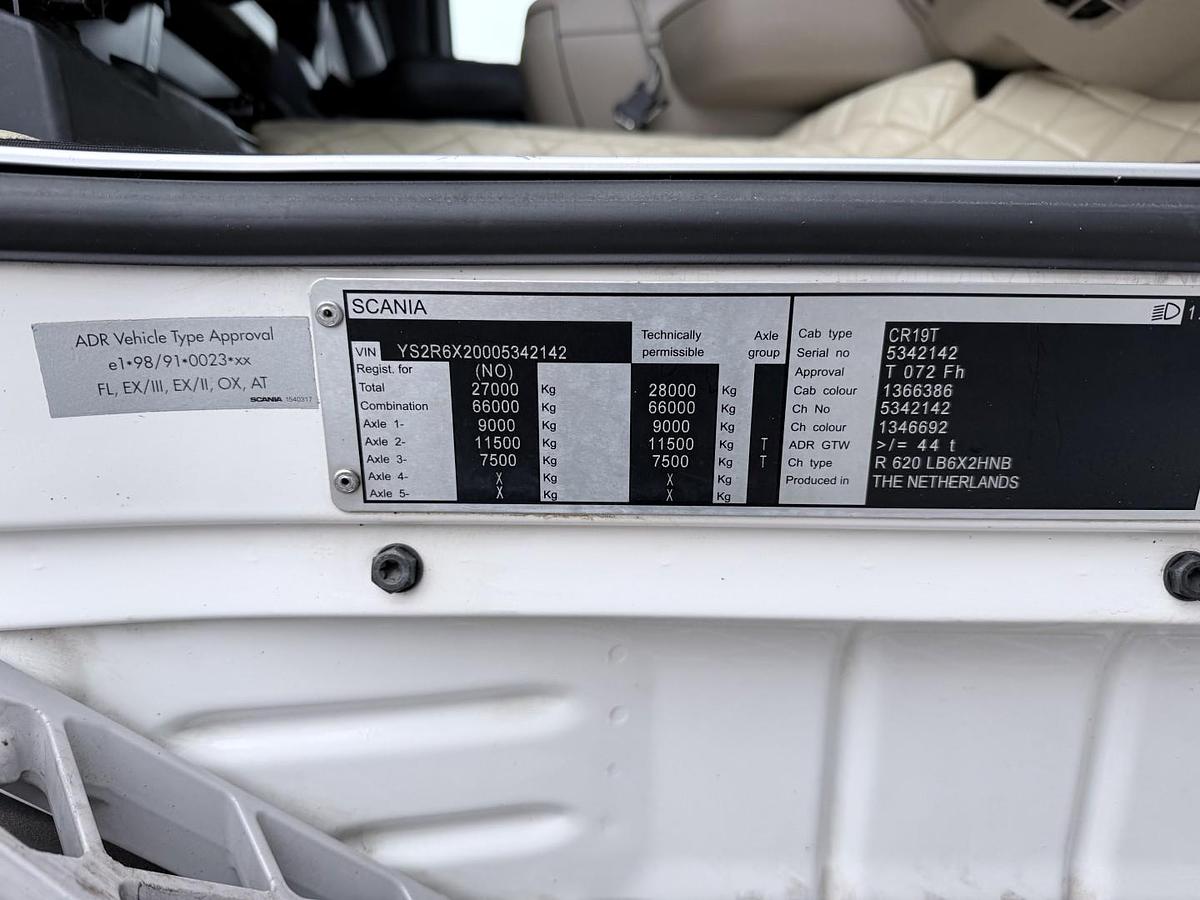 ADR Vehicle Type Approval
e1*98/91*0023*xx
FL, EX/III, EX/II, OX, AT
SCANIA 1540317
SCANIA
VIN YS2R6X20005342142
Technically permissible Axle group
Regist. for (NO)
Total 27000 Kg 28000 Kg
Combination 66000 Kg 66000 Kg
Axle 1- 9000 Kg 9000 Kg
Axle 2- 11500 Kg 11500 Kg T
Axle 3- 7500 Kg 7500 Kg T
Axle 4- X Kg X Kg
Axle 5- X Kg X Kg
Cab type CR19T
Serial no 5342142
Approval T 072 Fh
Cab colour 1366386
Ch No 5342142
Ch colour 1346692
ADR GTW >/= 44 t
Ch type R 620 LB6X2HNB
Produced in THE NETHERLANDS